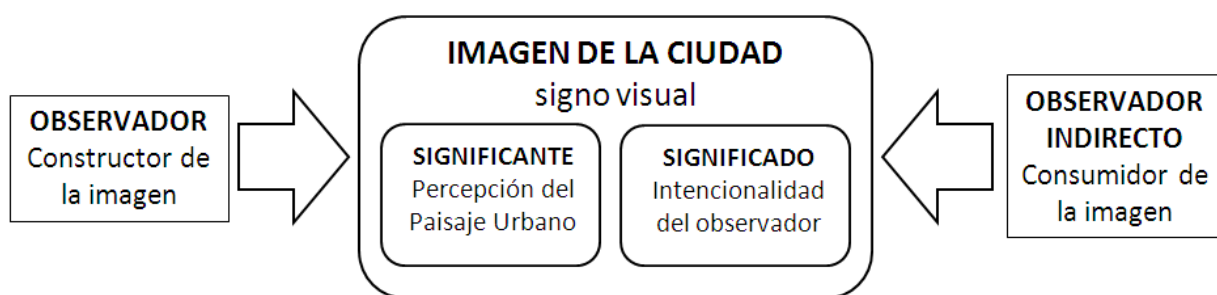 OBSERVADOR
Constructor de
la imagen
IMAGEN DE LA CIUDAD
signo visual
SIGNIFICANTE
Percepción del
Paisaje Urbano
SIGNIFICADO
Intencionalidad
del observador
OBSERVADOR
INDIRECTO
Consumidor de
la imagen